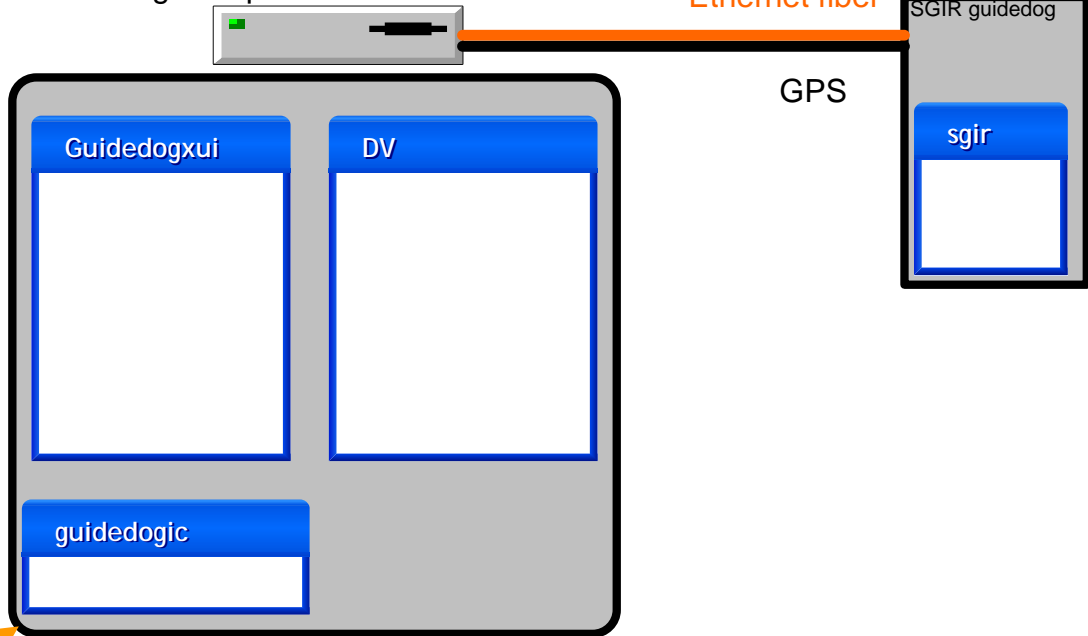 Ethernet fiber
SGIR guidedog
GPS
sgir
Guidedogxui
DV
guidedogic